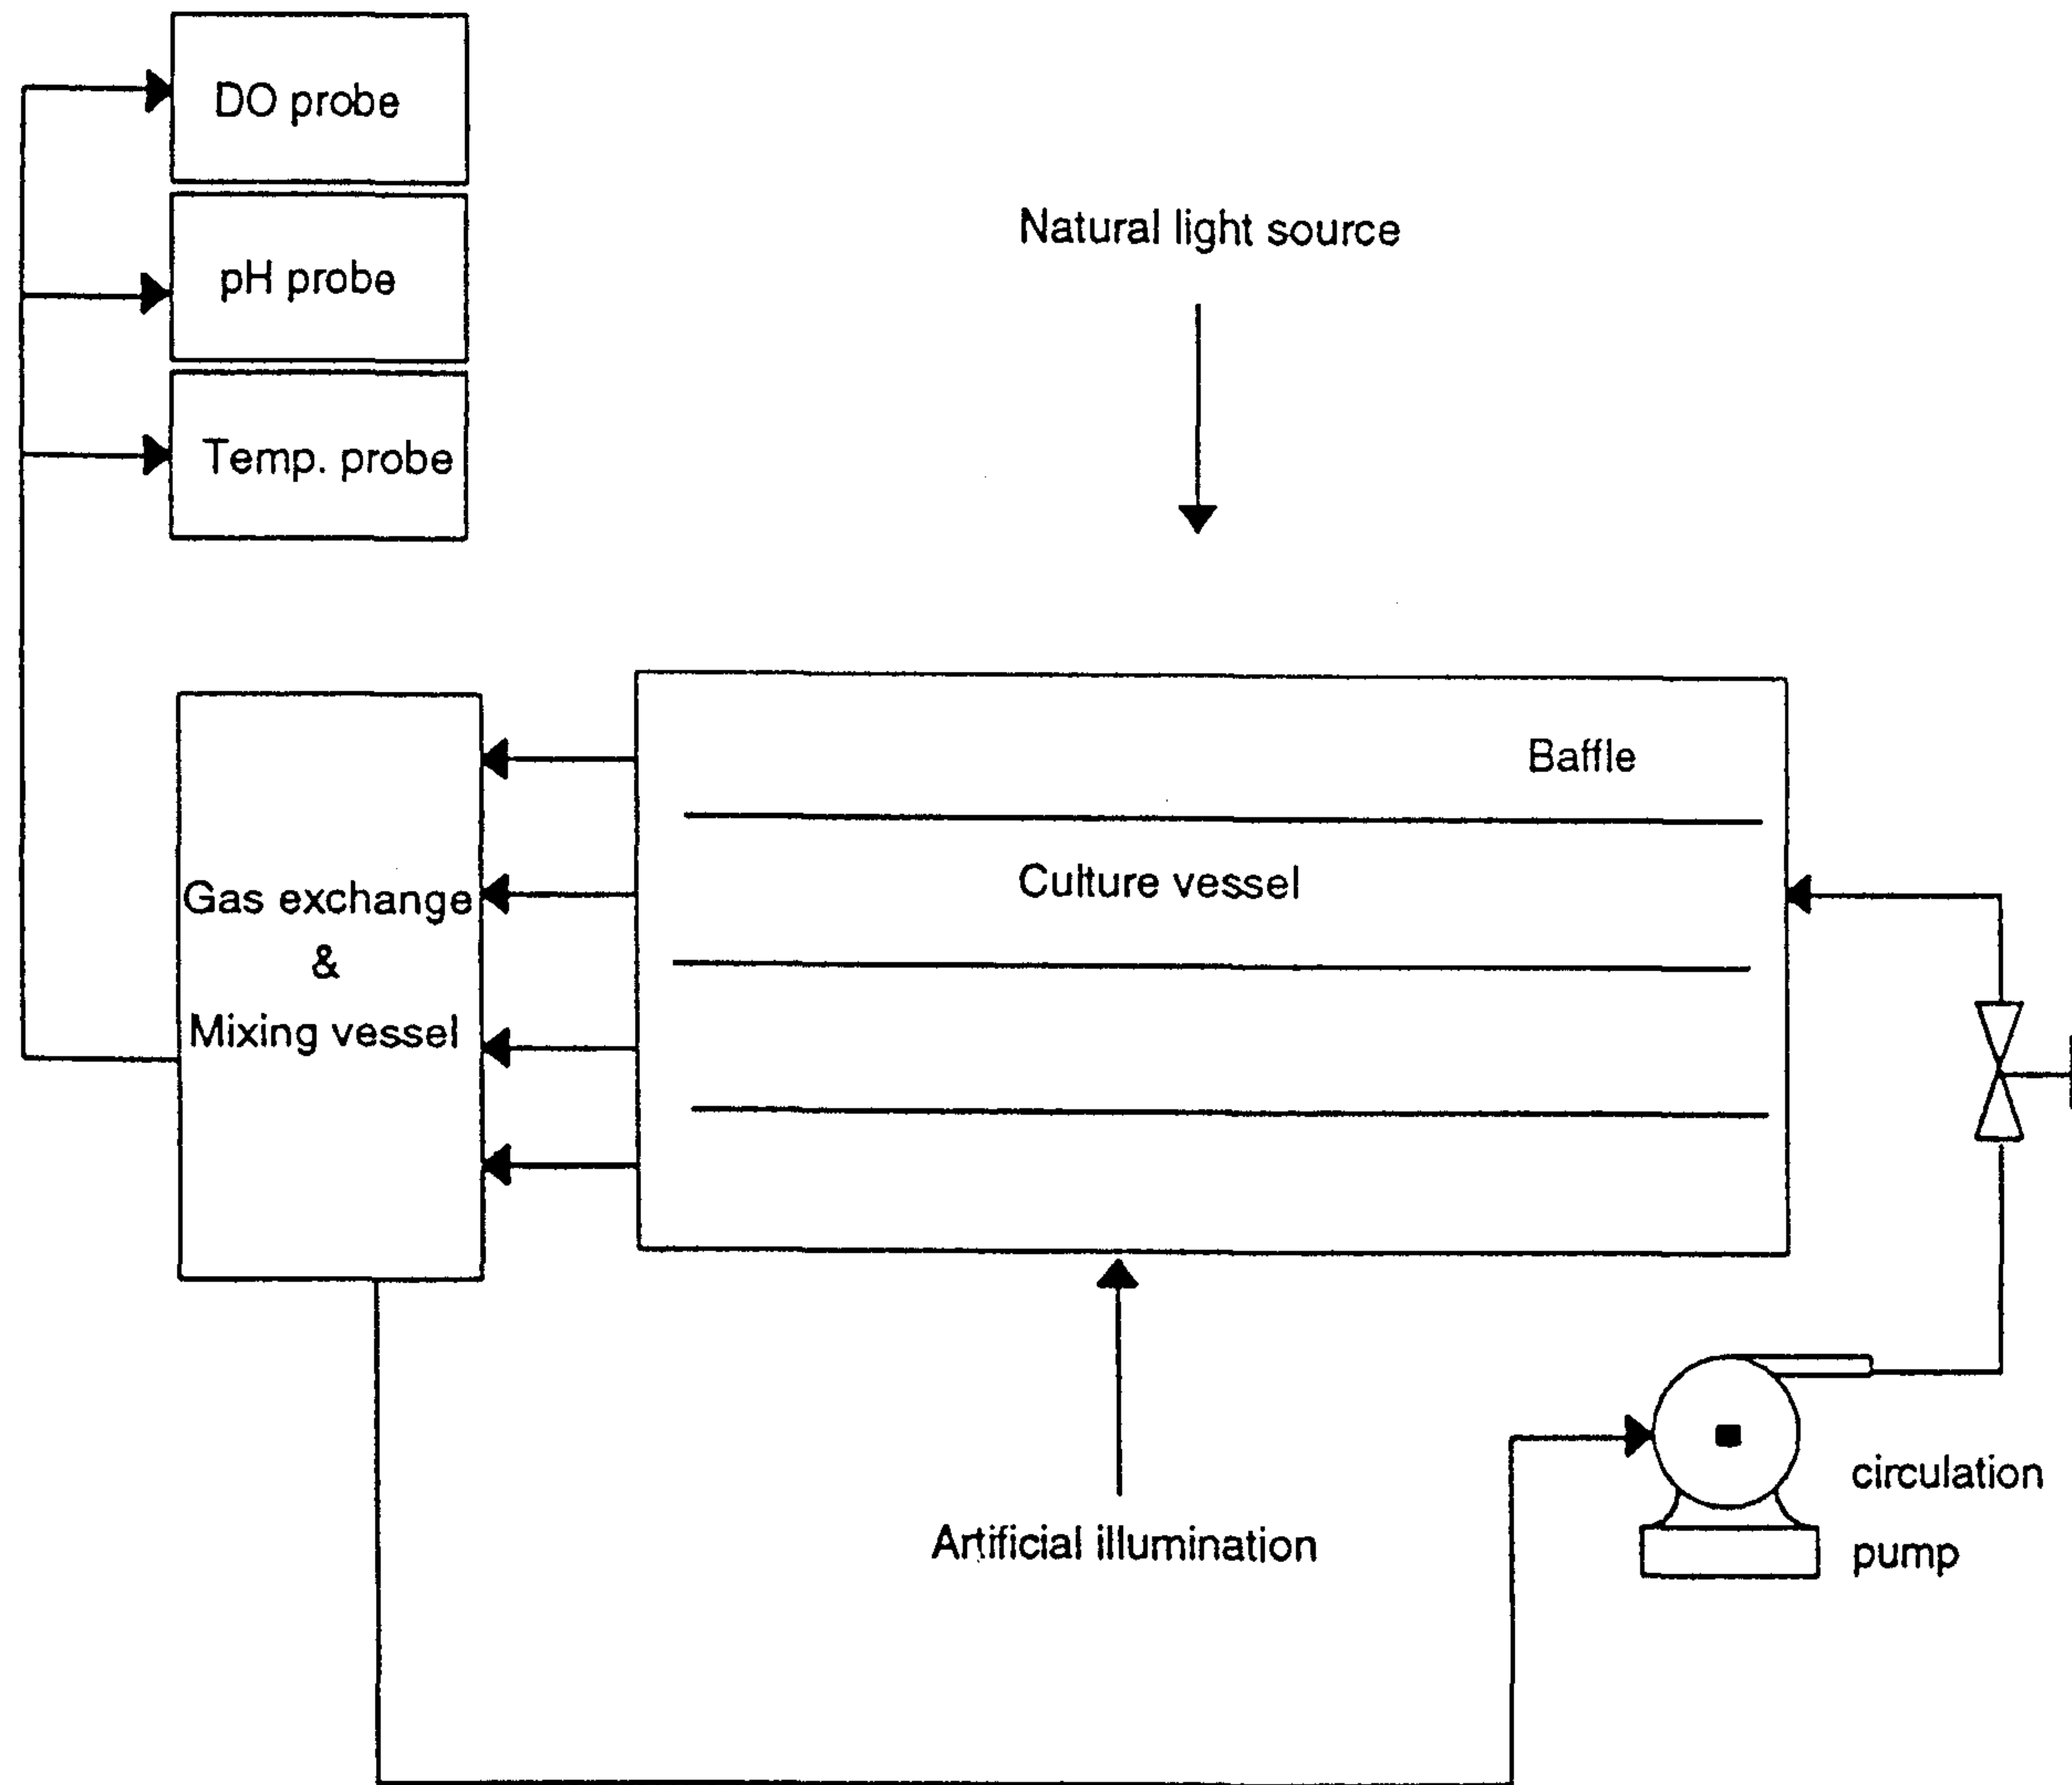 DO probe
pH probe
Temp. probe
Natural light source
Baffle
Culture vessel
Gas exchange
&
Mixing vessel
Artificial illumination
circulation
pump